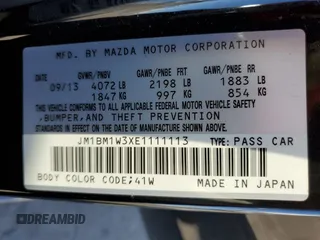 MFD. BY MAZDA MOTOR CORPORATION
GVWR/PNBV GAWR/PNBE FRT GAWR/PNBE RR
09/13 4072 LB 2198 LB 1883 LB
1847 KG 997 KG 854 KG
THIS VEHICLE CONFORMS TO ALL APPLICABLE FEDERAL MOTOR VEHICLE SAFETY,
BUMPER,AND THEFT PREVENTION
STANDARDS IN EFFECT ON THE DATE OF MANUFACTURE SHOWN ABOVE.
JM1BM1W3XE1111113 TYPE:PASS CAR
BODY COLOR CODE;41W
MADE IN JAPAN
DREAMBID